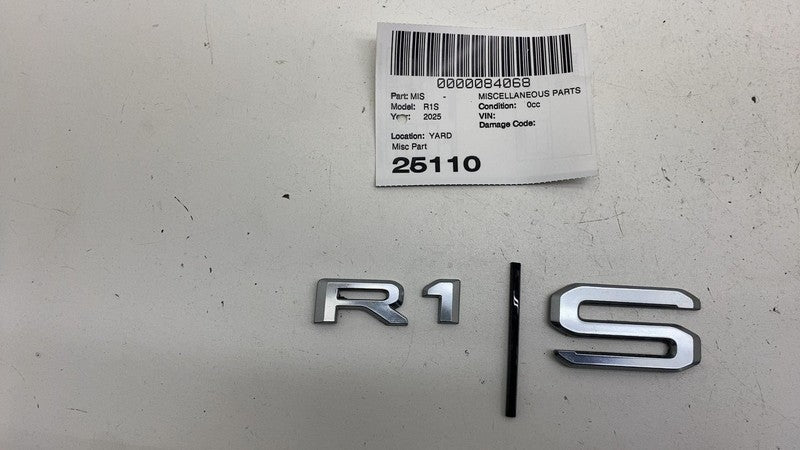 0000084068
Part: MIS - MISCELLANEOUS PARTS
Model: R1S Condition: 0cc
Year: 2025 VIN:
Damage Code:
Location: YARD
Misc Part
25110
R1|S